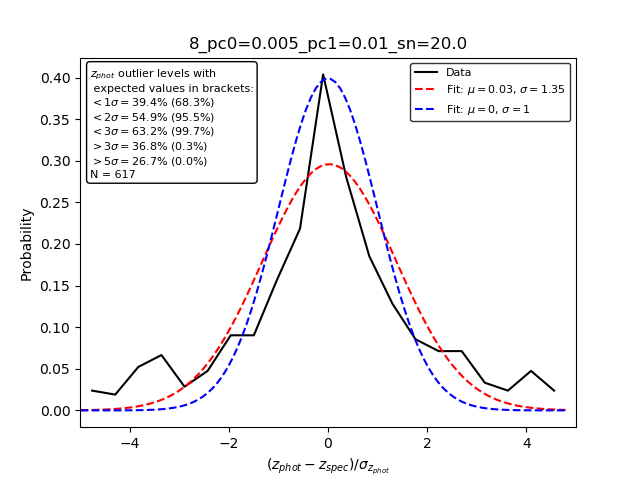 8_pc0=0.005_pc1=0.01_sn=20.0
z_phot outlier levels with
expected values in brackets:
<1σ=39.4% (68.3%)
<2σ=54.9% (95.5%)
<3σ=63.2% (99.7%)
>3σ=36.8% (0.3%)
>5σ=26.7% (0.0%)
N = 617
Data
Fit: μ=0.03, σ=1.35
Fit: μ=0, σ=1
Probability
0.40
0.35
0.30
0.25
0.20
0.15
0.10
0.05
0.00
−4 −2 0 2 4
(z_phot − z_spec)/σ_z_phot